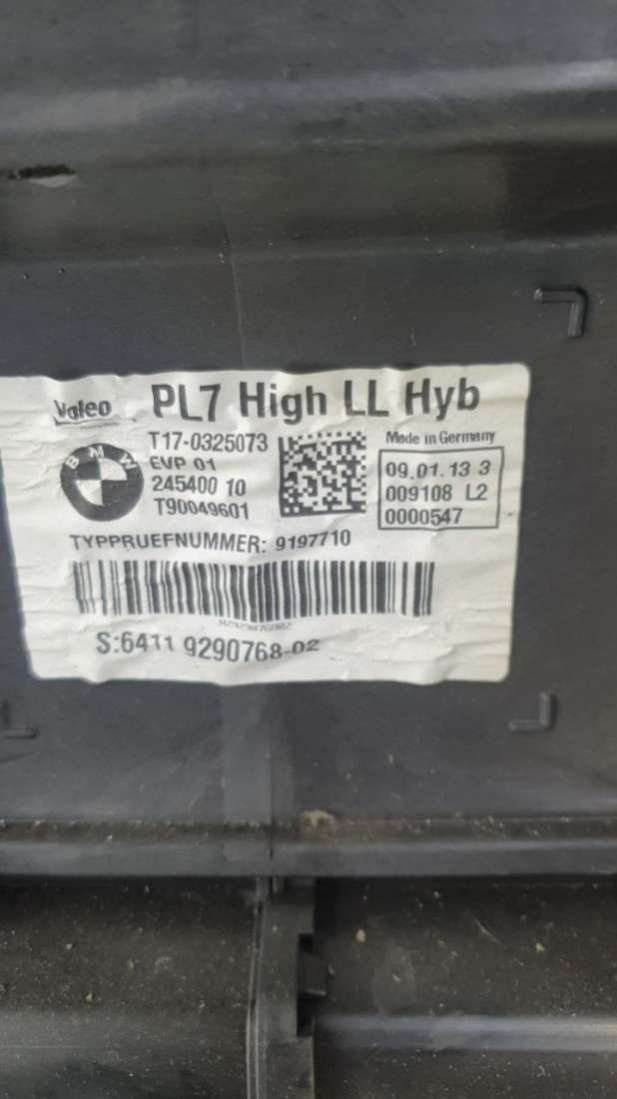 Valeo PL7 High LL Hyb
T17-0325073
EVP 01
245400 10
T90049601
BMW
Made in Germany
09.01.13 3
009108 L2
0000547
TYPPRUEFNUMMER: 9197710
S:6411 9290768-02